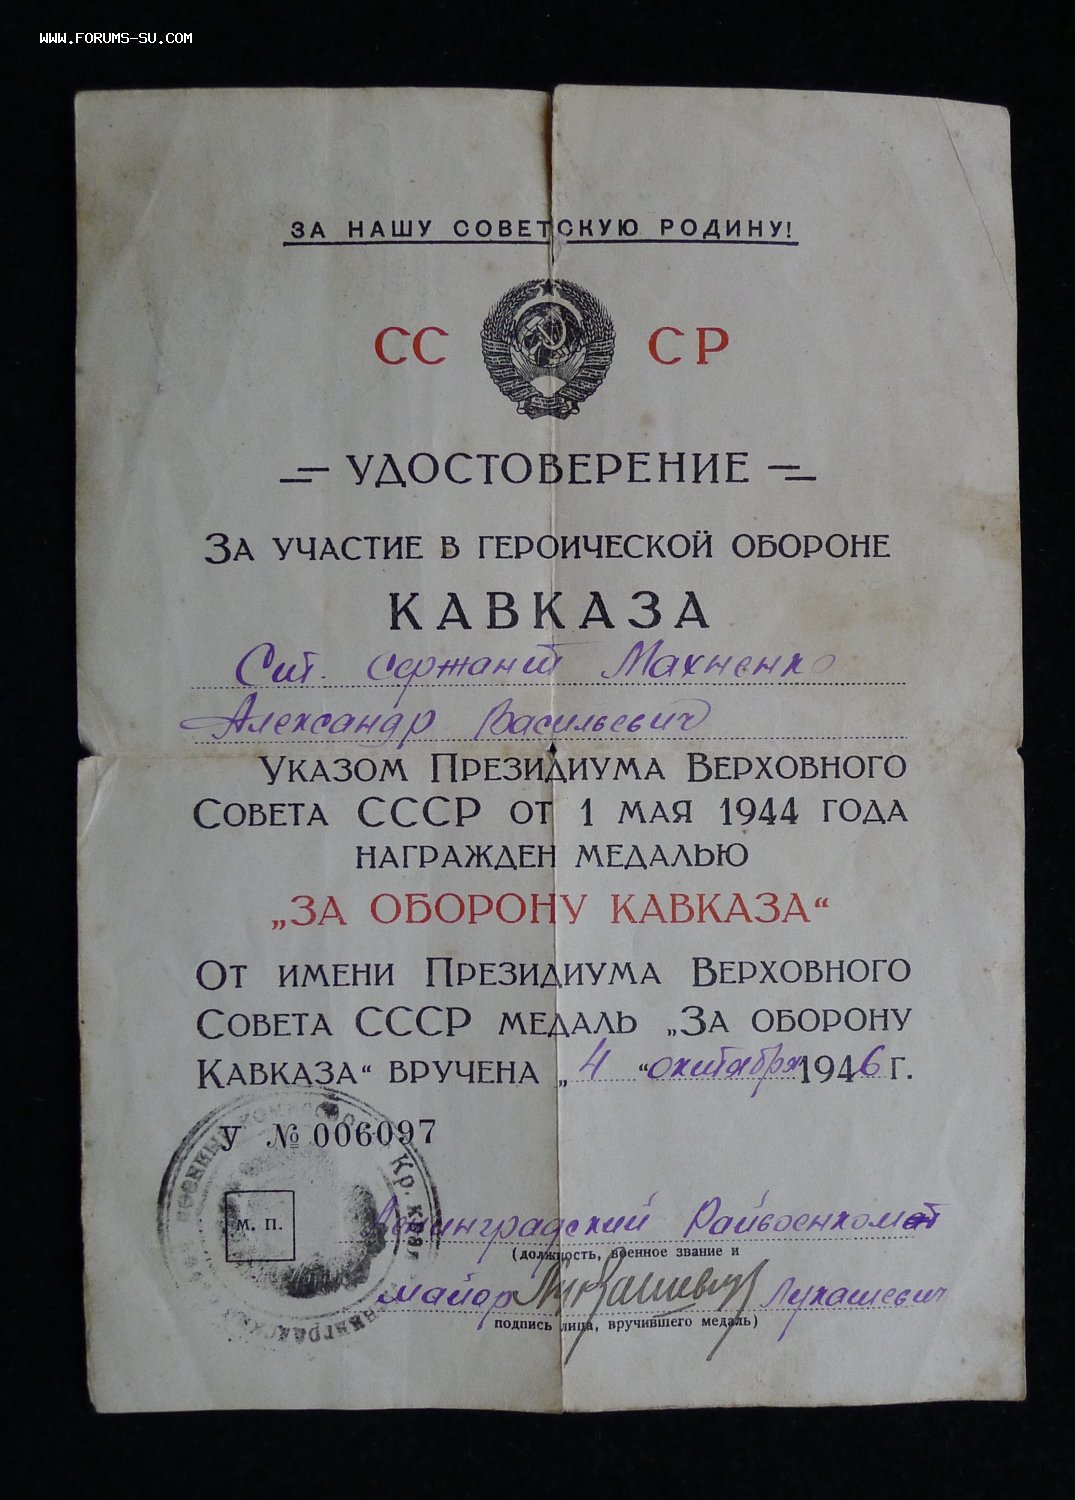 WWW.FORUMS-SU.COM
ЗА НАШУ СОВЕТСКУЮ РОДИНУ!
СС СР
УДОСТОВЕРЕНИЕ
ЗА УЧАСТИЕ В ГЕРОИЧЕСКОЙ ОБОРОНЕ
КАВКАЗА
Ст. сержант Махненко
Александр Васильевич
УКАЗОМ ПРЕЗИДИУМА ВЕРХОВНОГО
СОВЕТА СССР ОТ 1 МАЯ 1944 ГОДА
НАГРАЖДЕН МЕДАЛЬЮ
„ЗА ОБОРОНУ КАВКАЗА“
ОТ ИМЕНИ ПРЕЗИДИУМА ВЕРХОВНОГО
СОВЕТА СССР МЕДАЛЬ „ЗА ОБОРОНУ
КАВКАЗА“ ВРУЧЕНА „4“ октября 1946 Г.
У № 006097
М. П.
Ленинградский Райвоенкомат
(должность, военное звание и
майор Лукашевич Лукашевич
подпись лица, вручившего медаль)